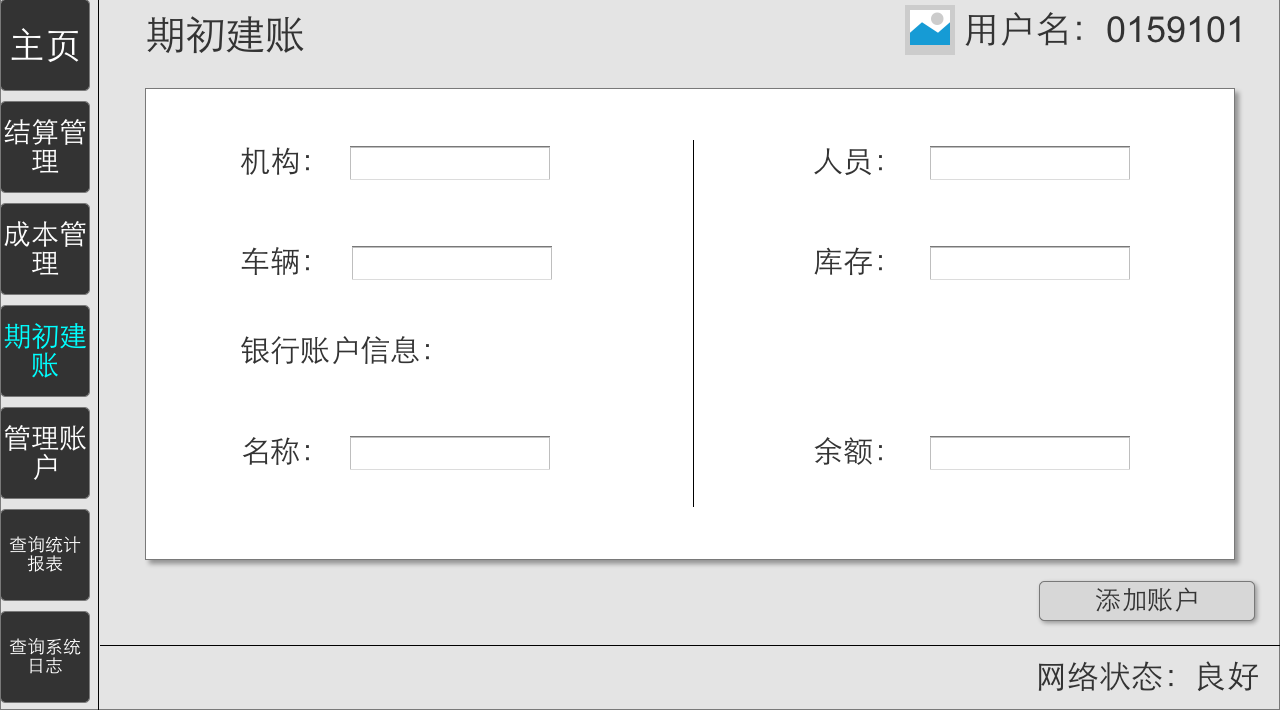 主页
结算管
理
成本管
理
期初建
账
管理账
户
查询统计
报表
查询系统
日志
期初建账
用户名：0159101
机构：
人员：
车辆：
库存：
银行账户信息：
名称：
余额：
添加账户
网络状态：良好